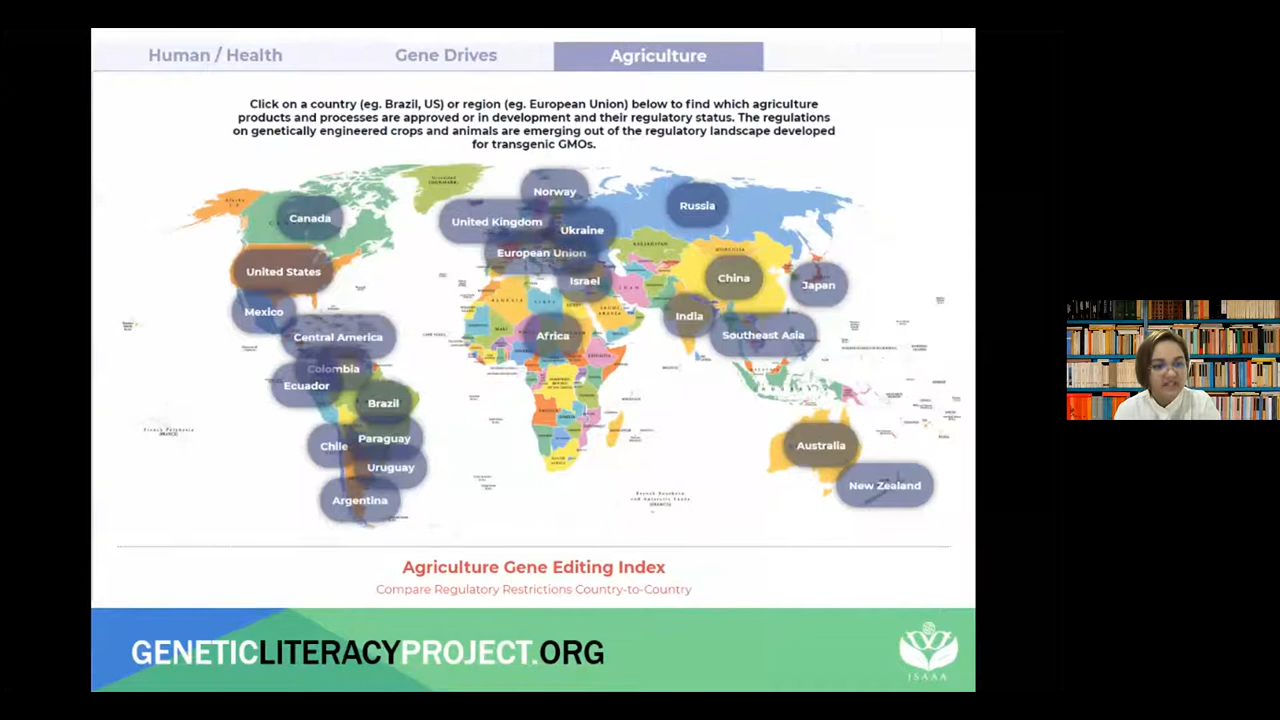 Human / Health
Gene Drives
Agriculture
Click on a country (eg. Brazil, US) or region (eg. European Union) below to find which agriculture
products and processes are approved or in development and their regulatory status. The regulations
on genetically engineered crops and animals are emerging out of the regulatory landscape developed
for transgenic GMOs.
Norway
Canada
United Kingdom
Ukraine
Russia
European Union
KAZAKHSTAN
MONGOLIA
United States
Israel
China
Japan
Mexico
ALGERIA
LIBYA
IRAN
India
Central America
Africa
Southeast Asia
Colombia
Ecuador
Brazil
Chile
Paraguay
Uruguay
Australia
Argentina
New Zealand
Agriculture Gene Editing Index
Compare Regulatory Restrictions Country-to-Country
GENETICLITERACYPROJECT.ORG
ISAAA